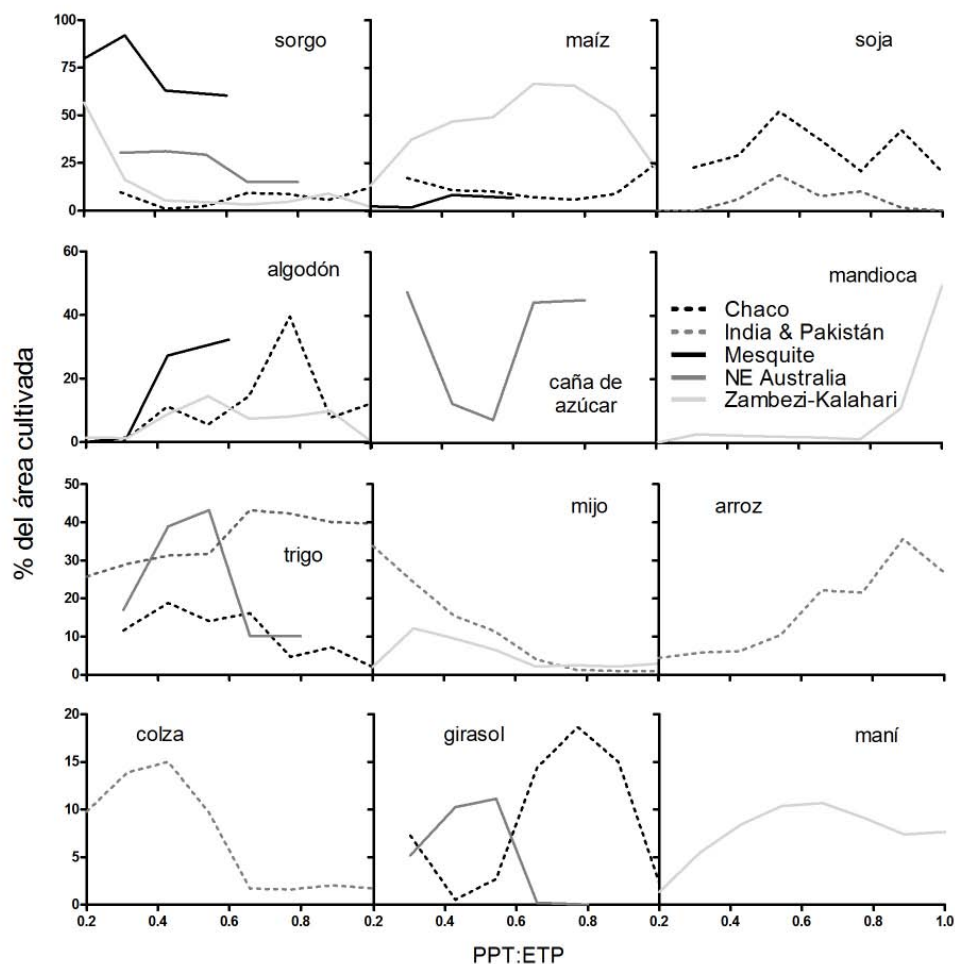 100
75
50
25
0
sorgo
maíz
soja
60
40
20
0
algodón
caña de
azúcar
mandioca
Chaco
India & Pakistán
Mesquite
NE Australia
Zambezi-Kalahari
% del área cultivada
50
40
30
20
10
0
trigo
mijo
arroz
20
15
10
5
0
colza
girasol
maní
0.2 0.4 0.6 0.8 0.2 0.4 0.6 0.8 0.2 0.4 0.6 0.8 1.0
PPT:ETP